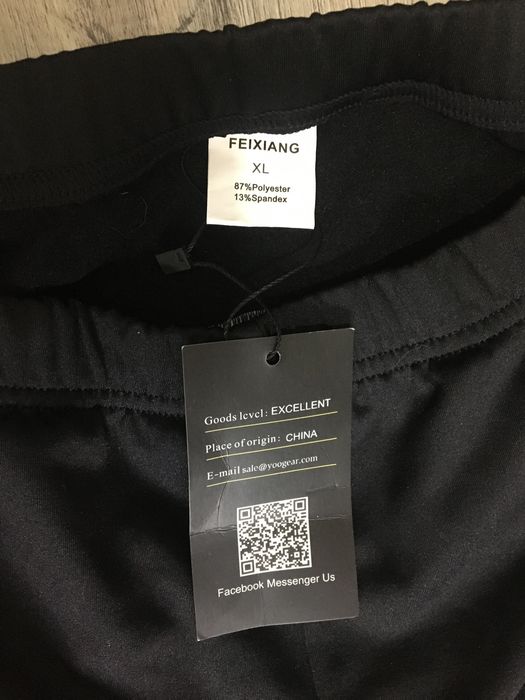 FEIXIANG
XL
87%Polyester
13%Spandex
Goods level: EXCELLENT
Place of origin: CHINA
E-mail sale@yoogear.com
Facebook Messenger Us